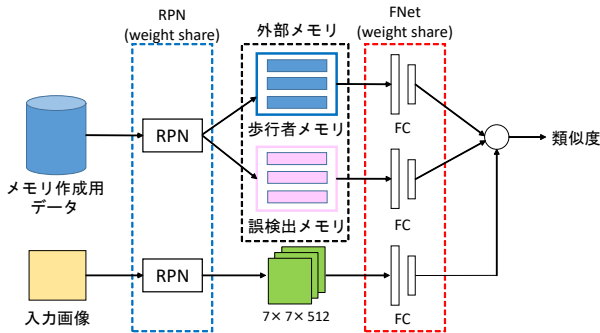 RPN
(weight share)
外部メモリ
FNet
(weight share)
RPN
歩行者メモリ
FC
類似度
メモリ作成用
データ
誤検出メモリ
FC
RPN
入力画像
7×7×512
FC